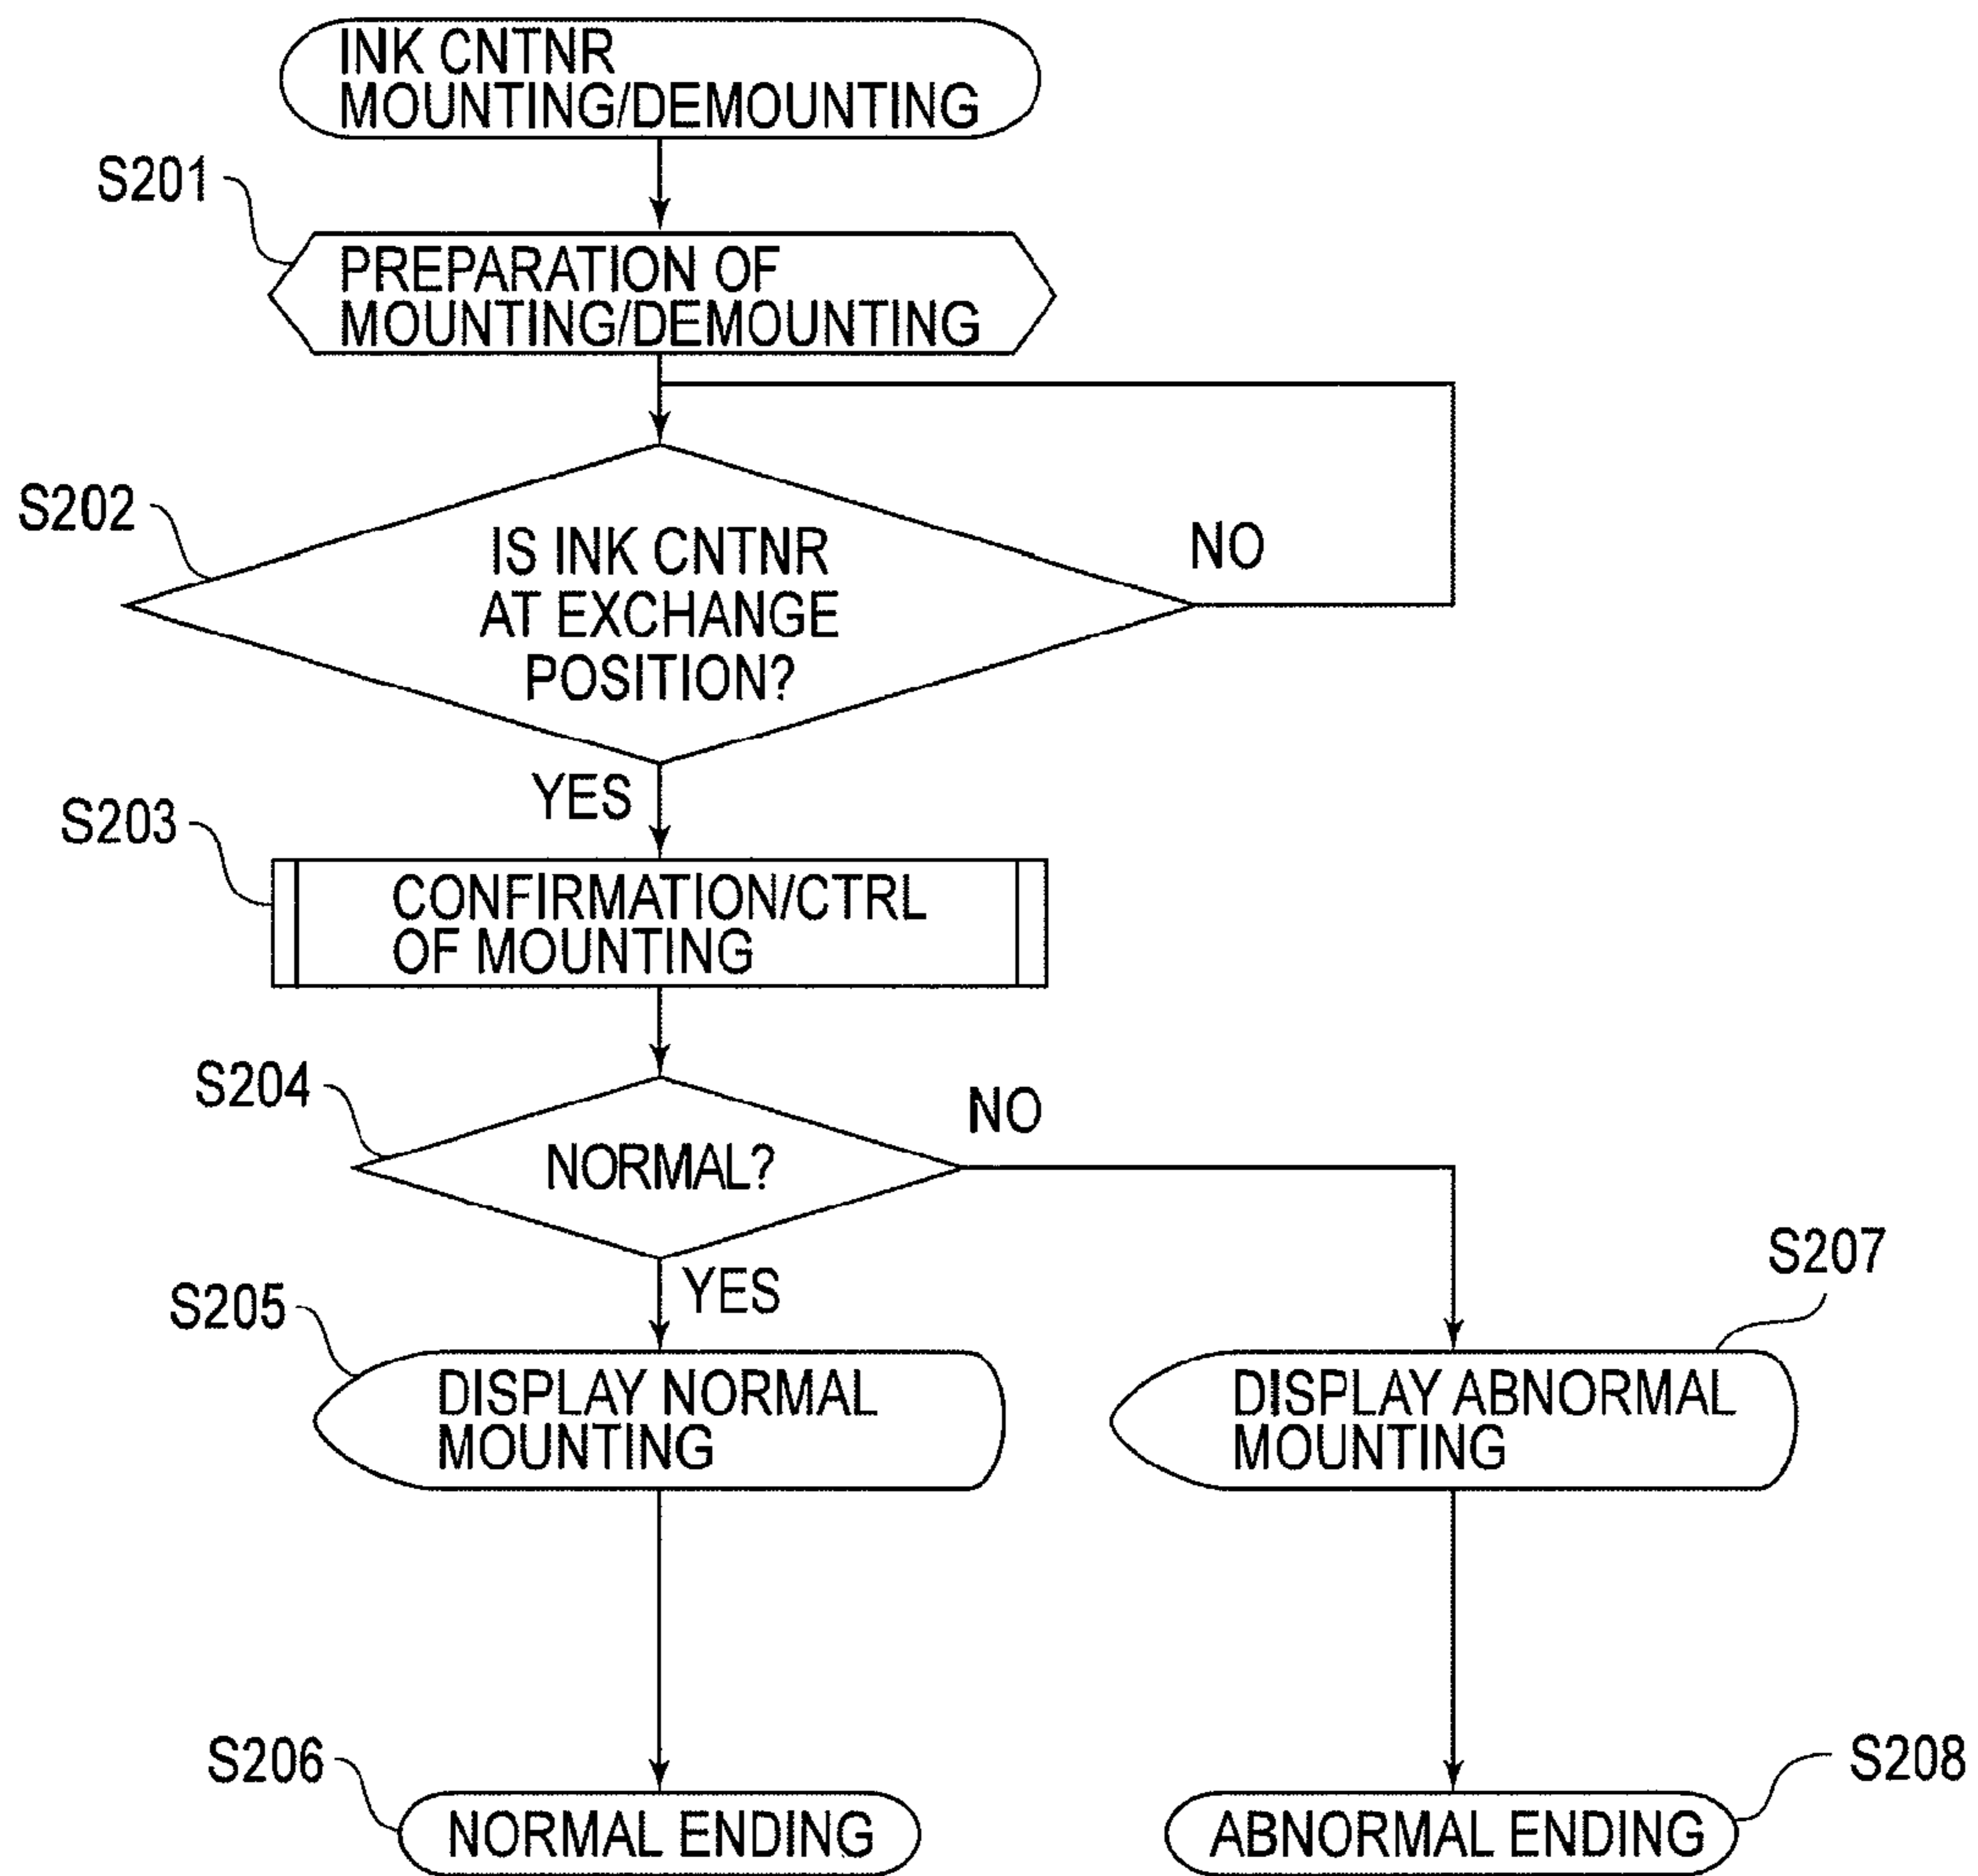 INK CNTNR
MOUNTING/DEMOUNTING
S201
PREPARATION OF
MOUNTING/DEMOUNTING
S202
IS INK CNTNR
AT EXCHANGE
POSITION?
NO
YES
S203
CONFIRMATION/CTRL
OF MOUNTING
S204
NORMAL?
NO
YES
S205
DISPLAY NORMAL
MOUNTING
S207
DISPLAY ABNORMAL
MOUNTING
S206
NORMAL ENDING
S208
ABNORMAL ENDING